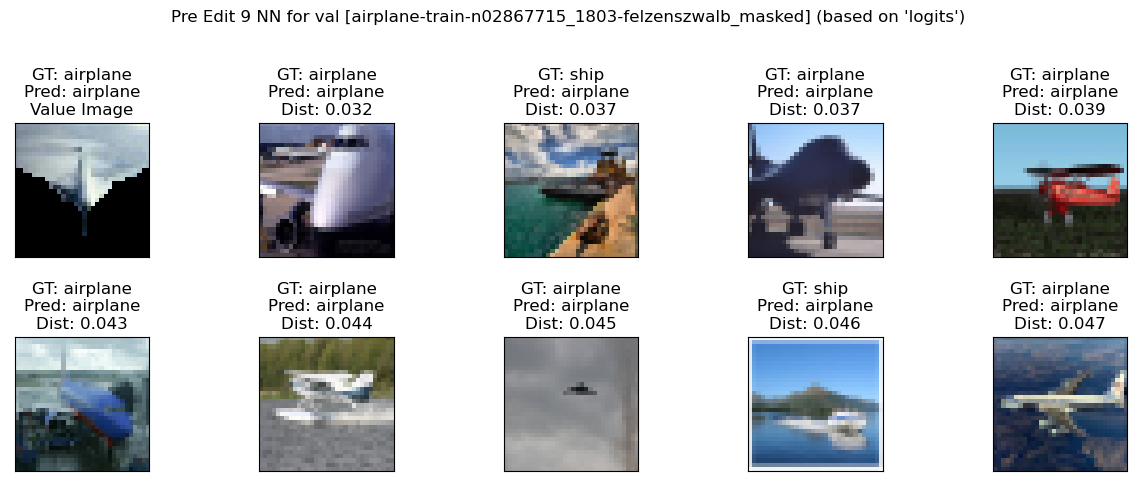 Pre Edit 9 NN for val [airplane-train-n02867715_1803-felzenszwalb_masked] (based on 'logits')
GT: airplane
Pred: airplane
Value Image
GT: airplane
Pred: airplane
Dist: 0.032
GT: ship
Pred: airplane
Dist: 0.037
GT: airplane
Pred: airplane
Dist: 0.037
GT: airplane
Pred: airplane
Dist: 0.039
GT: airplane
Pred: airplane
Dist: 0.043
GT: airplane
Pred: airplane
Dist: 0.044
GT: airplane
Pred: airplane
Dist: 0.045
GT: ship
Pred: airplane
Dist: 0.046
GT: airplane
Pred: airplane
Dist: 0.047